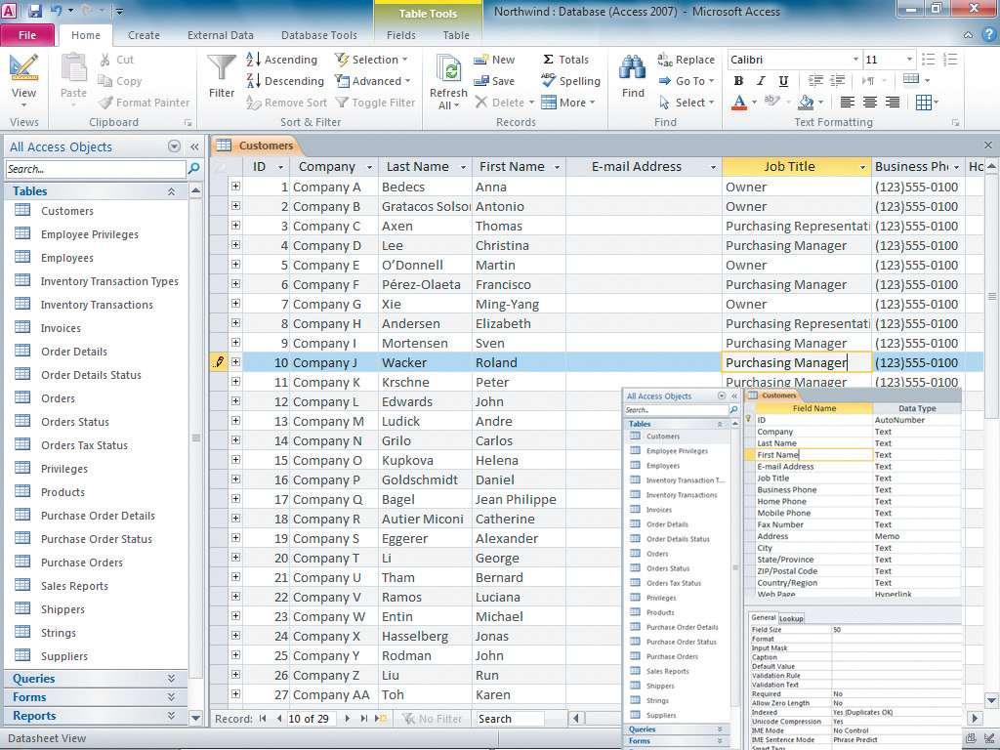 Table Tools
Northwind : Database (Access 2007) - Microsoft Access
File Home Create External Data Database Tools Fields Table
View
Views
Paste
Cut
Copy
Format Painter
Clipboard
Filter
Ascending
Descending
Remove Sort
Selection
Advanced
Toggle Filter
Sort & Filter
Refresh
All
New
Save
Delete
Totals
Spelling
More
Records
Find
Replace
Go To
Select
Find
Calibri 11
B I U
A
Text Formatting
All Access Objects
Search...
Tables
Customers
Employee Privileges
Employees
Inventory Transaction Types
Inventory Transactions
Invoices
Order Details
Order Details Status
Orders
Orders Status
Orders Tax Status
Privileges
Products
Purchase Order Details
Purchase Order Status
Purchase Orders
Sales Reports
Shippers
Strings
Suppliers
Queries
Forms
Reports
Customers
ID Company Last Name First Name E-mail Address Job Title Business Ph Ho
1 Company A Bedecs Anna Owner (123)555-0100
2 Company B Gratacos Solso Antonio Owner (123)555-0100
3 Company C Axen Thomas Purchasing Representati (123)555-0100
4 Company D Lee Christina Purchasing Manager (123)555-0100
5 Company E O’Donnell Martin Owner (123)555-0100
6 Company F Pérez-Olaeta Francisco Purchasing Manager (123)555-0100
7 Company G Xie Ming-Yang Owner (123)555-0100
8 Company H Andersen Elizabeth Purchasing Representati (123)555-0100
9 Company I Mortensen Sven Purchasing Manager (123)555-0100
10 Company J Wacker Roland Purchasing Manager (123)555-0100
11 Company K Krschne Peter Purchasing Manager (123)555-0100
12 Company L Edwards John
13 Company M Ludick Andre
14 Company N Grilo Carlos
15 Company O Kupkova Helena
16 Company P Goldschmidt Daniel
17 Company Q Bagel Jean Philippe
18 Company R Autier Miconi Catherine
19 Company S Eggerer Alexander
20 Company T Li George
21 Company U Tham Bernard
22 Company V Ramos Luciana
23 Company W Entin Michael
24 Company X Hasselberg Jonas
25 Company Y Rodman John
26 Company Z Liu Run
27 Company AA Toh Karen
Record: 10 of 29 No Filter Search
Datasheet View
All Access Objects
Search...
Tables
Customers
Employee Privileges
Employees
Inventory Transaction T...
Inventory Transactions
Invoices
Order Details
Order Details Status
Orders
Orders Status
Orders Tax Status
Privileges
Products
Purchase Order Details
Purchase Order Status
Purchase Orders
Sales Reports
Shippers
Strings
Suppliers
Queries
Forms
Customers
Field Name Data Type
ID AutoNumber
Company Text
Last Name Text
First Name Text
E-mail Address Text
Job Title Text
Business Phone Text
Home Phone Text
Mobile Phone Text
Fax Number Text
Address Memo
City Text
State/Province Text
ZIP/Postal Code Text
Country/Region Text
Web Page Hyperlink
General Lookup
Field Size 50
Format
Input Mask
Caption
Default Value
Validation Rule
Validation Text
Required No
Allow Zero Length No
Indexed Yes (Duplicates OK)
Unicode Compression Yes
IME Mode No Control
IME Sentence Mode Phrase Predict
Smart Tags